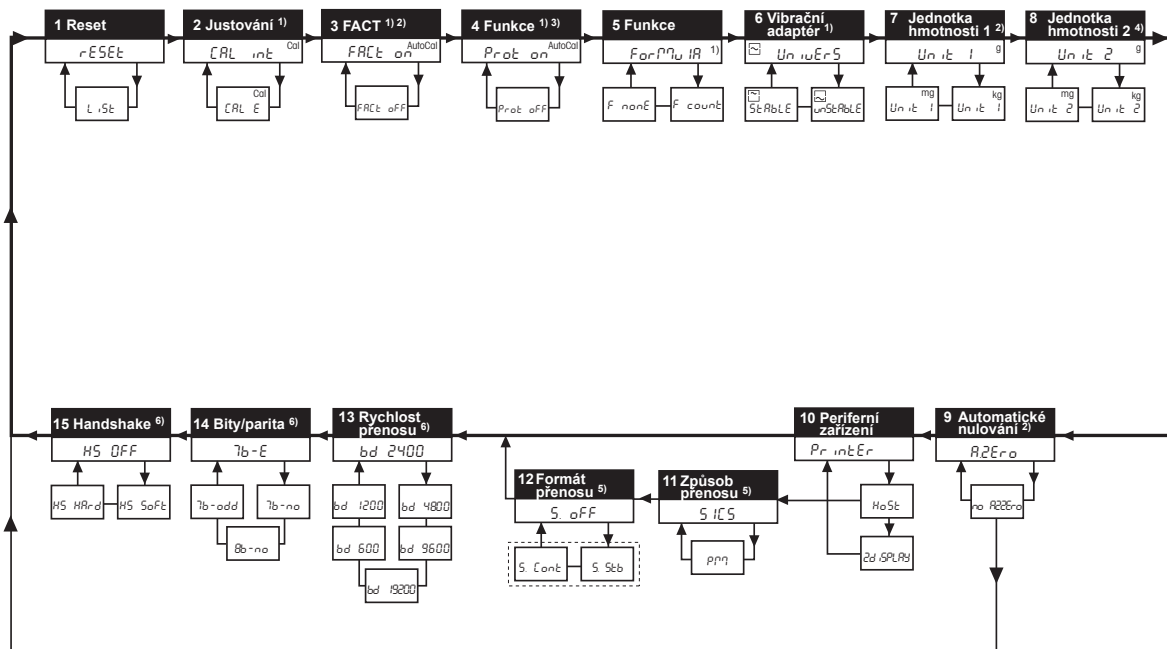 1 Reset
rESEt
LiSt
2 Justování 1)
Cal
CAL int
Cal
CAL E
3 FACT 1) 2)
AutoCal
FACt on
FACt oFF
4 Funkce 1) 3)
AutoCal
Prot on
Prot oFF
5 Funkce
ForMulA 1)
F nonE
F count
6 Vibrační
adaptér 1)
UnivErS
StAbLE
unStAbLE
7 Jednotka
hmotnosti 1 2)
g
Unit 1
mg
Unit 1
kg
Unit 1
8 Jednotka
hmotnosti 2 4)
g
Unit 2
mg
Unit 2
kg
Unit 2
15 Handshake 6)
HS OFF
HS HArd
HS SoFt
14 Bity/parita 6)
7b-E
7b-odd
7b-no
8b-no
13 Rychlost
přenosu 6)
bd 2400
bd 1200
bd 4800
bd 600
bd 9600
bd 19200
12 Formát
přenosu 5)
S. oFF
S. Cont
S. Stb
11 Způsob
přenosu 5)
SICS
PM
10 Periferní
zařízení
PrintEr
HoSt
2diSPLAY
9 Automatické
nulování 2)
A.ZEro
no AZZEro